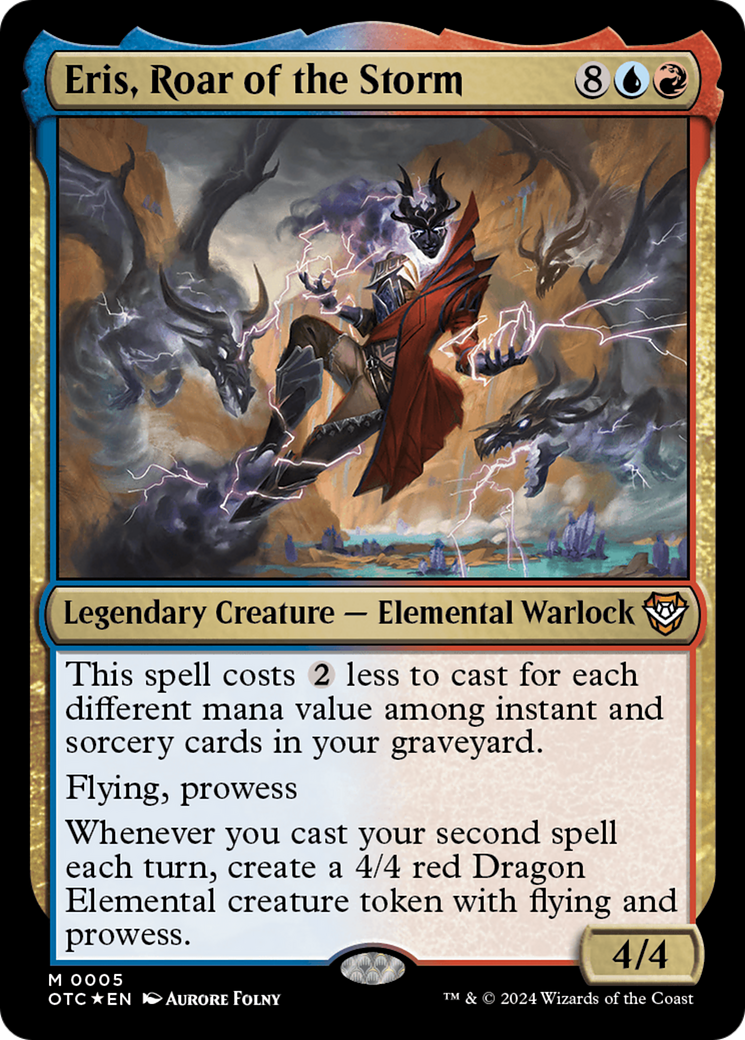 Eris, Roar of the Storm 8
Legendary Creature — Elemental Warlock
This spell costs 2 less to cast for each
different mana value among instant and
sorcery cards in your graveyard.
Flying, prowess
Whenever you cast your second spell
each turn, create a 4/4 red Dragon
Elemental creature token with flying and
prowess.
4/4
M 0005
OTC★EN Aurore Folny ™ & © 2024 Wizards of the Coast